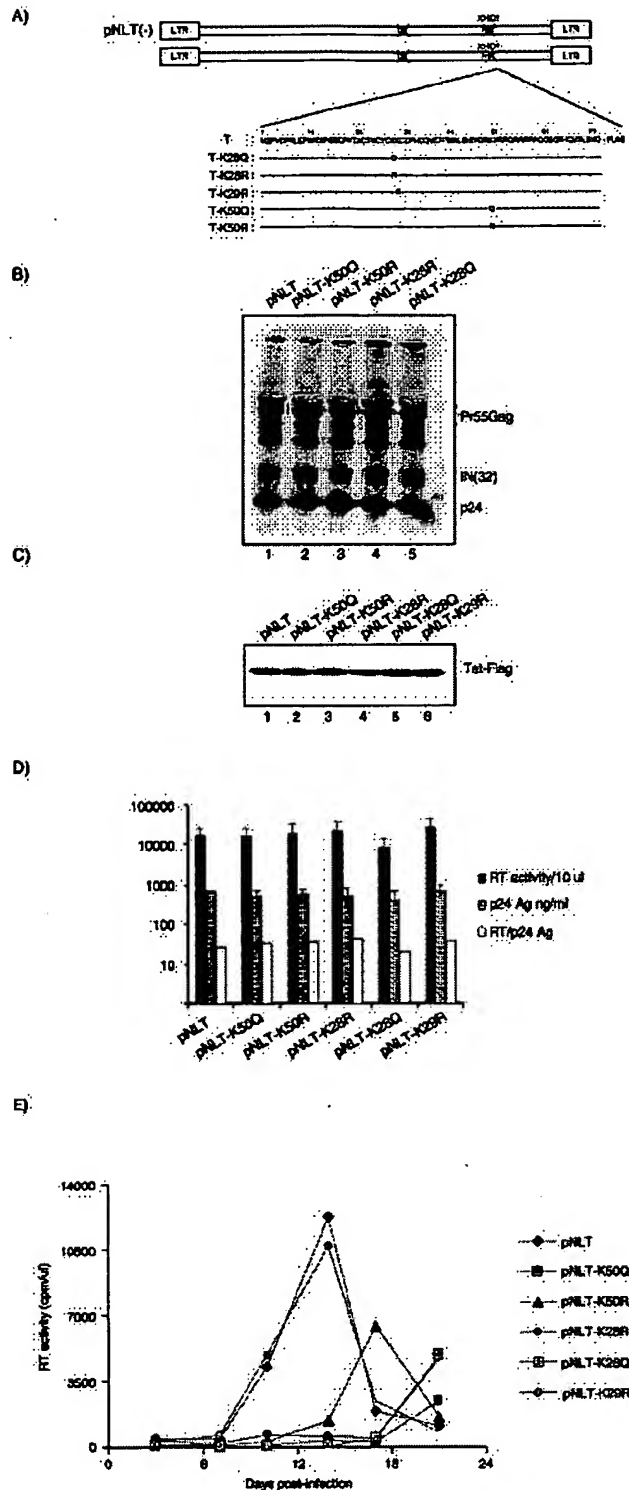 A)
pNLT(-)
LTR LTR
LTR LTR
T
T-K28Q
T-K28R
T-K29R
T-K50Q
T-K50R
B)
pNLT pNLT-K50Q pNLT-K50R pNLT-K28R pNLT-K28Q
Pr55Gag
IN(32)
p24
1 2 3 4 5
C)
pNLT pNLT-K50Q pNLT-K50R pNLT-K28R pNLT-K28Q pNLT-K29R
Tat-Flag
1 2 3 4 5 6
D)
100000
10000
1000
100
10
RT activity/10 ul
p24 Ag ng/ml
RT/p24 Ag
pNLT pNLT-K50Q pNLT-K50R pNLT-K28R pNLT-K28Q pNLT-K29R
E)
14000
10500
7000
3500
0
RT activity (cpm/ul)
pNLT
pNLT-K50Q
pNLT-K50R
pNLT-K28R
pNLT-K28Q
pNLT-K29R
0 6 12 18 24
Days post-infection